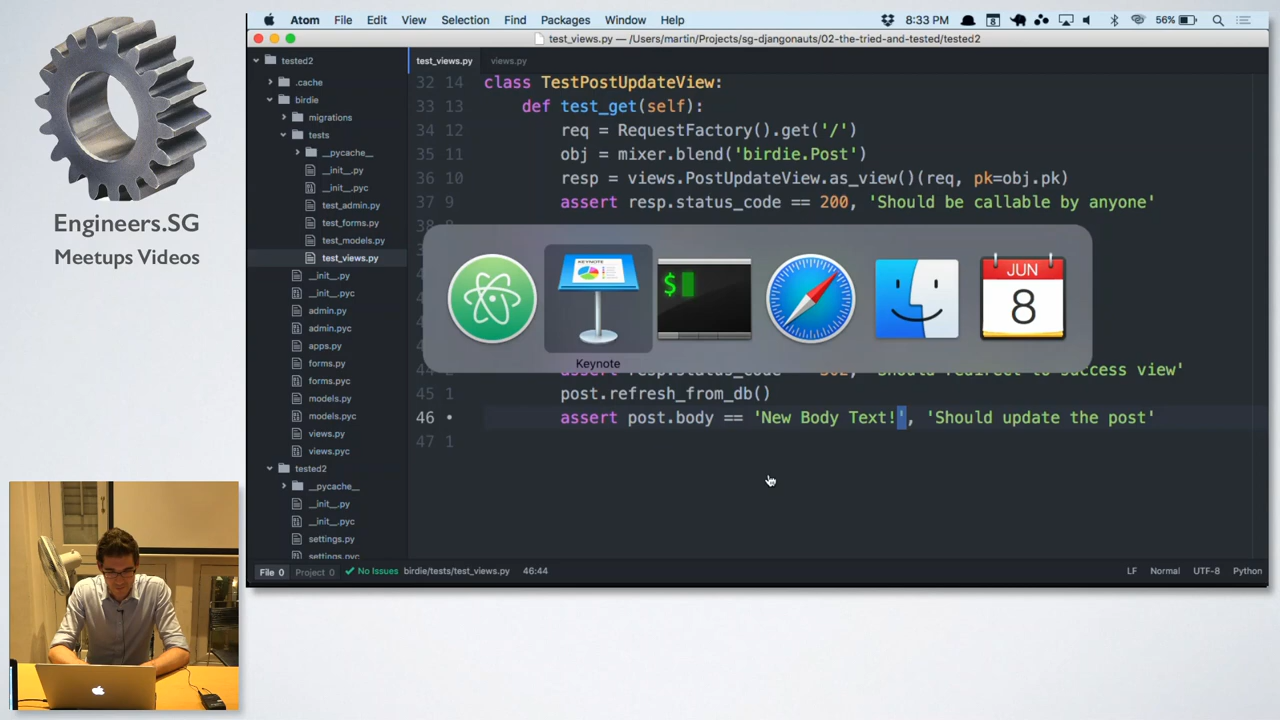 Atom File Edit View Selection Find Packages Window Help 8 8:33 PM 56%
test_views.py — /Users/martin/Projects/sg-djangonauts/02-the-tried-and-tested/tested2
Engineers.SG
Meetups Videos
tested2
.cache
birdie
migrations
tests
__pycache__
__init__.py
__init__.pyc
test_admin.py
test_forms.py
test_models.py
test_views.py
__init__.py
__init__.pyc
admin.py
admin.pyc
apps.py
forms.py
forms.pyc
models.py
models.pyc
views.py
views.pyc
tested2
__pycache__
__init__.py
__init__.pyc
settings.py
settings.pyc
test_views.py views.py
32 14 class TestPostUpdateView:
33 13 def test_get(self):
34 12 req = RequestFactory().get('/')
35 11 obj = mixer.blend('birdie.Post')
36 10 resp = views.PostUpdateView.as_view()(req, pk=obj.pk)
37 9 assert resp.status_code == 200, 'Should be callable by anyone'
KEYNOTE
$
JUN
8
Keynote
success view'
45 1 post.refresh_from_db()
46 • assert post.body == 'New Body Text!', 'Should update the post'
47 1
File 0 Project 0 No Issues birdie/tests/test_views.py 46:44 LF Normal UTF-8 Python